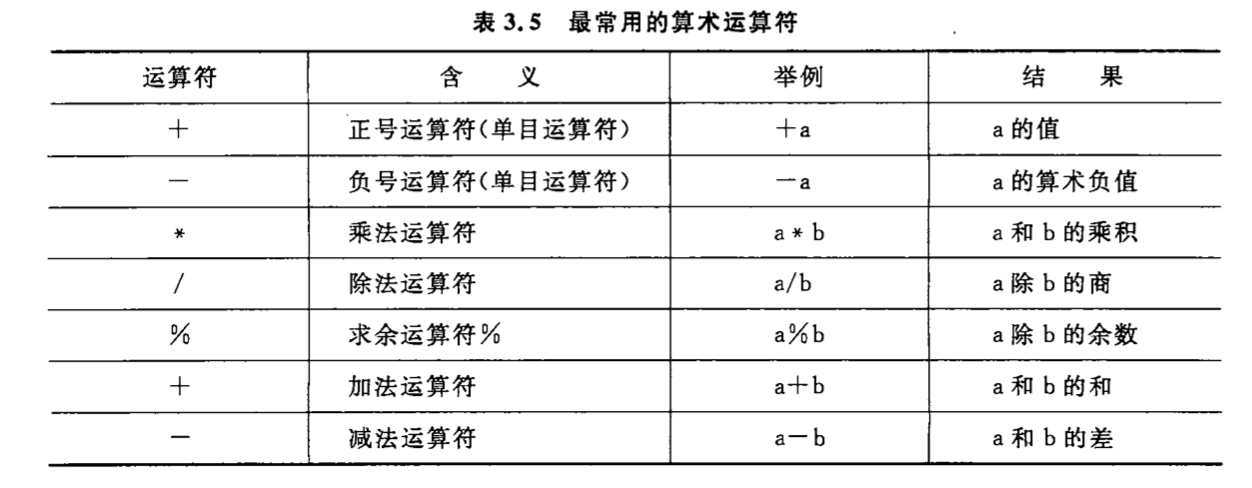 表 3.5 最常用的算术运算符
运算符 含 义 举例 结 果
+ 正号运算符(单目运算符) +a a 的值
- 负号运算符(单目运算符) -a a 的算术负值
* 乘法运算符 a * b a 和 b 的乘积
/ 除法运算符 a/b a 除 b 的商
% 求余运算符% a%b a 除 b 的余数
+ 加法运算符 a+b a 和 b 的和
- 减法运算符 a-b a 和 b 的差